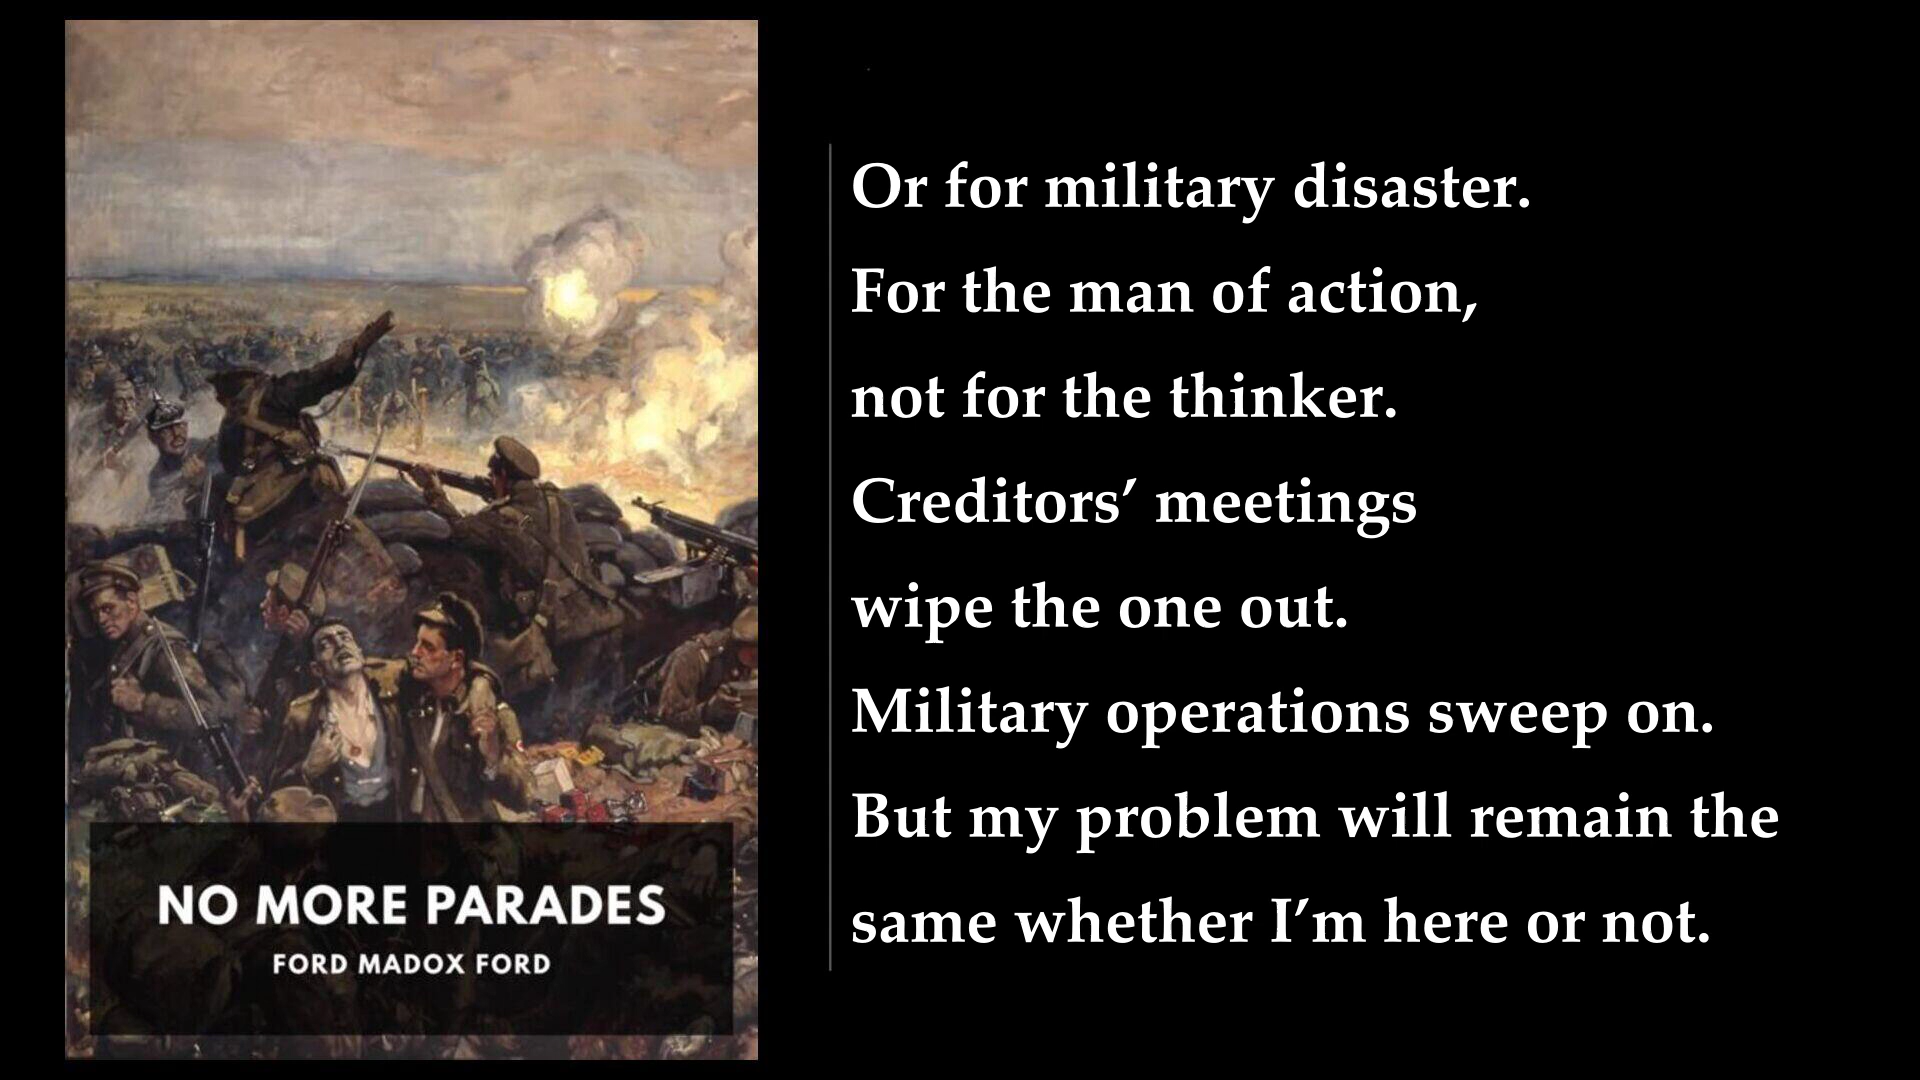 NO MORE PARADES
FORD MADOX FORD
Or for military disaster.
For the man of action,
not for the thinker.
Creditors’ meetings
wipe the one out.
Military operations sweep on.
But my problem will remain the
same whether I’m here or not.